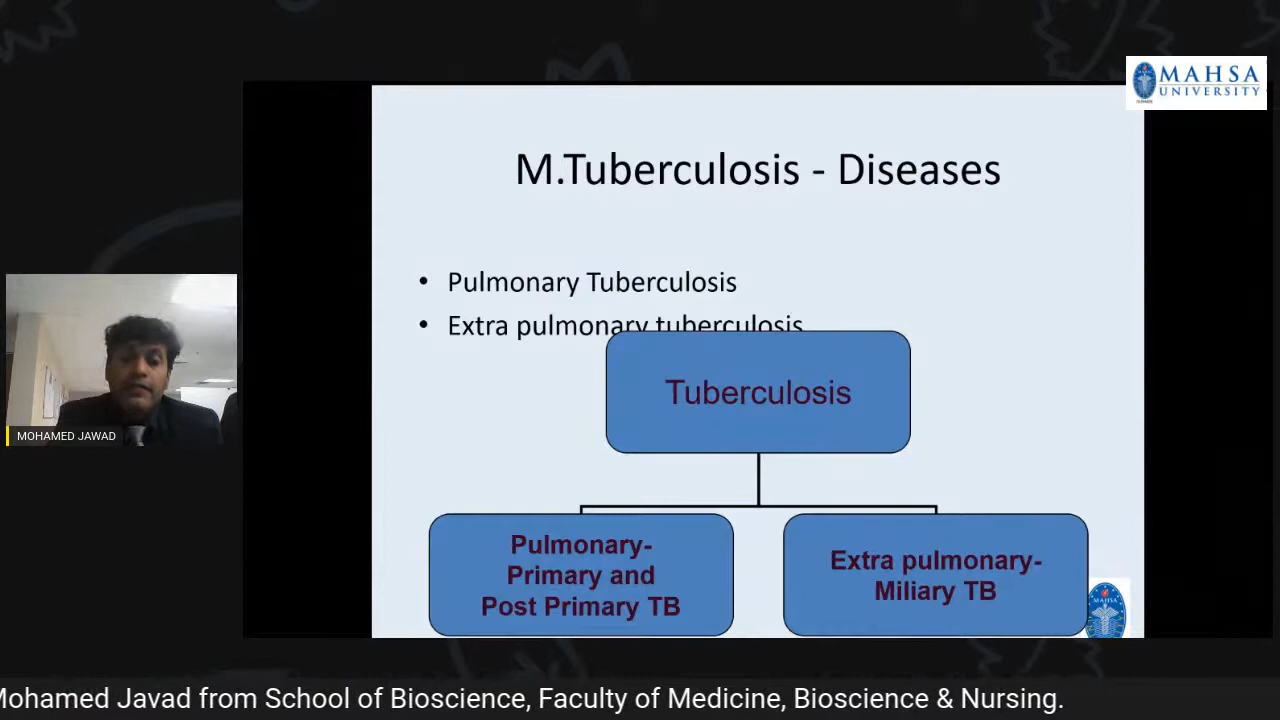 MAHSA
UNIVERSITY
M.Tuberculosis - Diseases
• Pulmonary Tuberculosis
• Extra pulmonary tuberculosis
Tuberculosis
Pulmonary-
Primary and
Post Primary TB
Extra pulmonary-
Miliary TB
MAHSA
MOHAMED JAWAD
Mohamed Javad from School of Bioscience, Faculty of Medicine, Bioscience & Nursing.